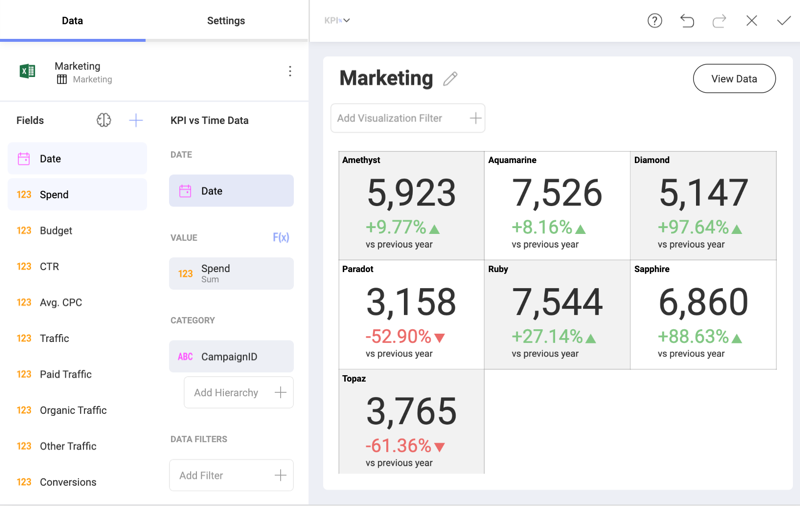 Data
Settings
Marketing
Marketing
Fields
Date
123 Spend
123 Budget
123 CTR
123 Avg. CPC
123 Traffic
123 Paid Traffic
123 Organic Traffic
123 Other Traffic
123 Conversions
KPI vs Time Data
DATE
Date
VALUE F(x)
123 Spend
Sum
CATEGORY
ABC CampaignID
Add Hierarchy
DATA FILTERS
Add Filter
Marketing
View Data
Add Visualization Filter
Amethyst
5,923
+9.77%
vs previous year
Aquamarine
7,526
+8.16%
vs previous year
Diamond
5,147
+97.64%
vs previous year
Paradot
3,158
-52.90%
vs previous year
Ruby
7,544
+27.14%
vs previous year
Sapphire
6,860
+88.63%
vs previous year
Topaz
3,765
-61.36%
vs previous year